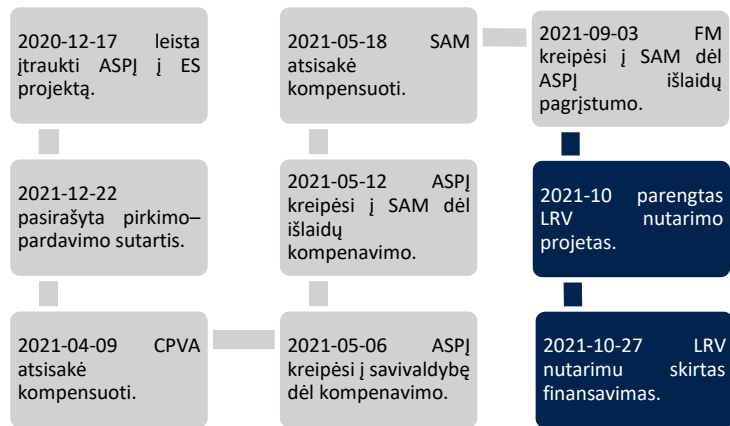 2020-12-17 leista
įtraukti ASPĮ į ES
projektą.
2021-12-22
pasirašyta pirkimo–
pardavimo sutartis.
2021-04-09 CPVA
atsisakė
kompensuoti.
2021-05-06 ASPĮ
kreipėsi į savivaldybę
dėl kompenavimo.
2021-05-12 ASPĮ
kreipėsi į SAM dėl
išlaidų
kompenavimo.
2021-05-18 SAM
atsisakė
kompensuoti.
2021-09-03 FM
kreipėsi į SAM dėl
ASPĮ išlaidų
pagrįstumo.
2021-10 parengtas
LRV nutarimo
projetas.
2021-10-27 LRV
nutarimu skirtas
finansavimas.